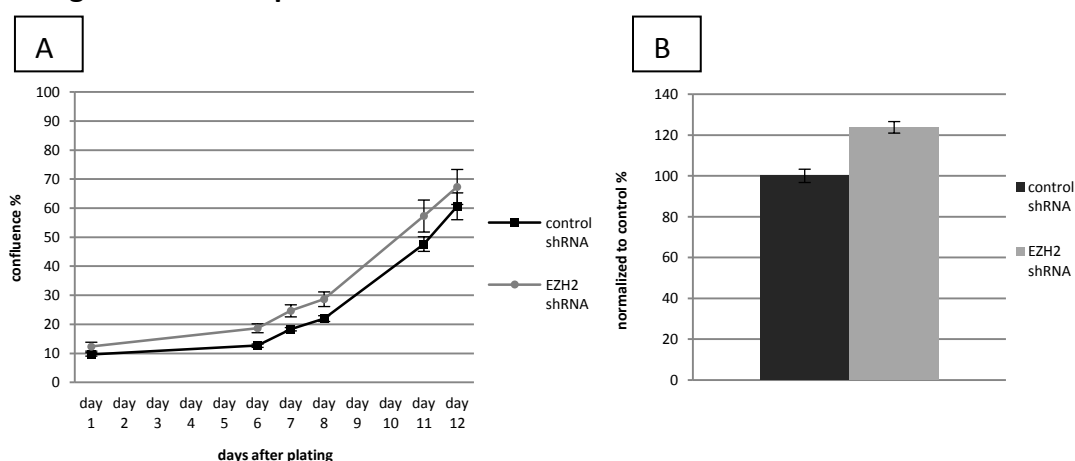 A
100
90
80
70
60
50
40
30
20
10
0
confluence %
day day day day day day day day day day day day
1 2 3 4 5 6 7 8 9 10 11 12
days after plating
control
shRNA
EZH2
shRNA
B
140
120
100
80
60
40
20
0
normalized to control %
control
shRNA
EZH2
shRNA